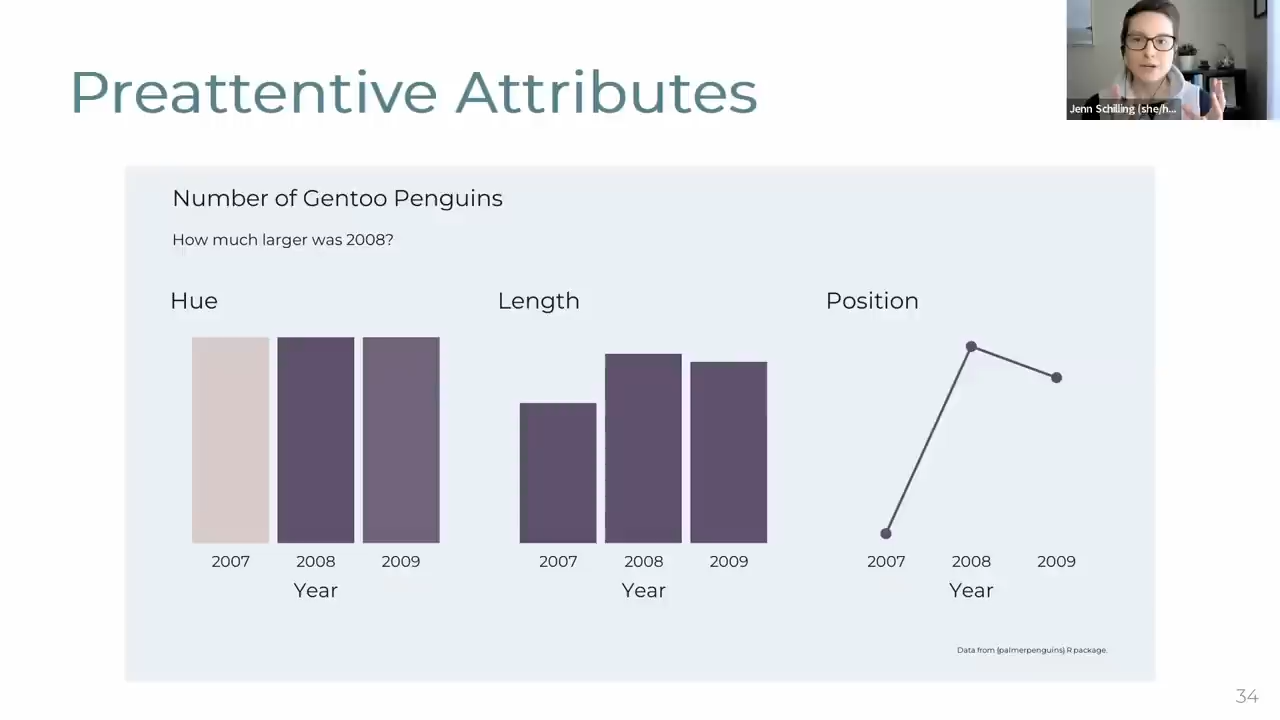 Preattentive Attributes
Jenn Schilling (she/h...
Number of Gentoo Penguins
How much larger was 2008?
Hue
2007 2008 2009
Year
Length
2007 2008 2009
Year
Position
2007 2008 2009
Year
Data from {palmerpenguins} R package.
34